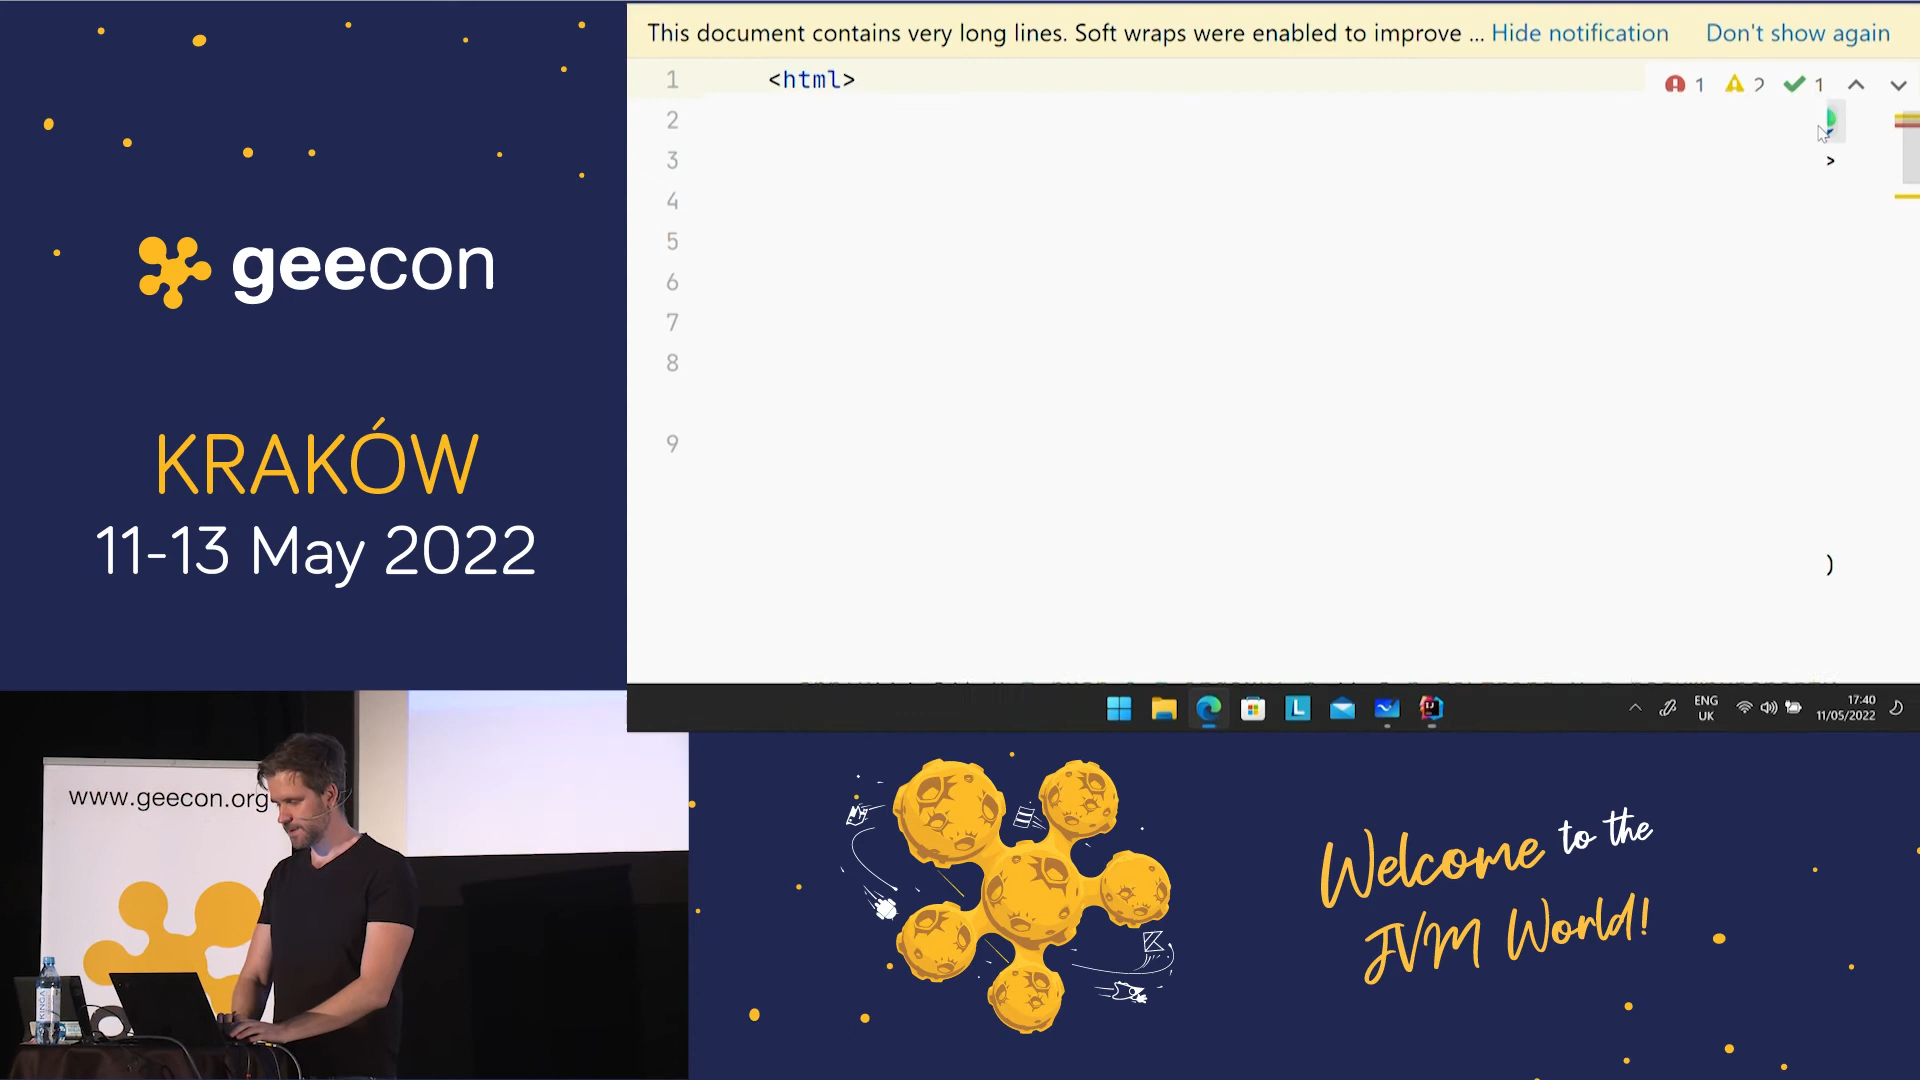 geecon
KRAKÓW
11-13 May 2022
This document contains very long lines. Soft wraps were enabled to improve ... Hide notification Don't show again
1 <html>
1 2 1
2
3 >
4
5
6
7
8
9
)
ENG
UK
17:40
11/05/2022
www.geecon.org
KINGA
Welcome to the
JVM World!